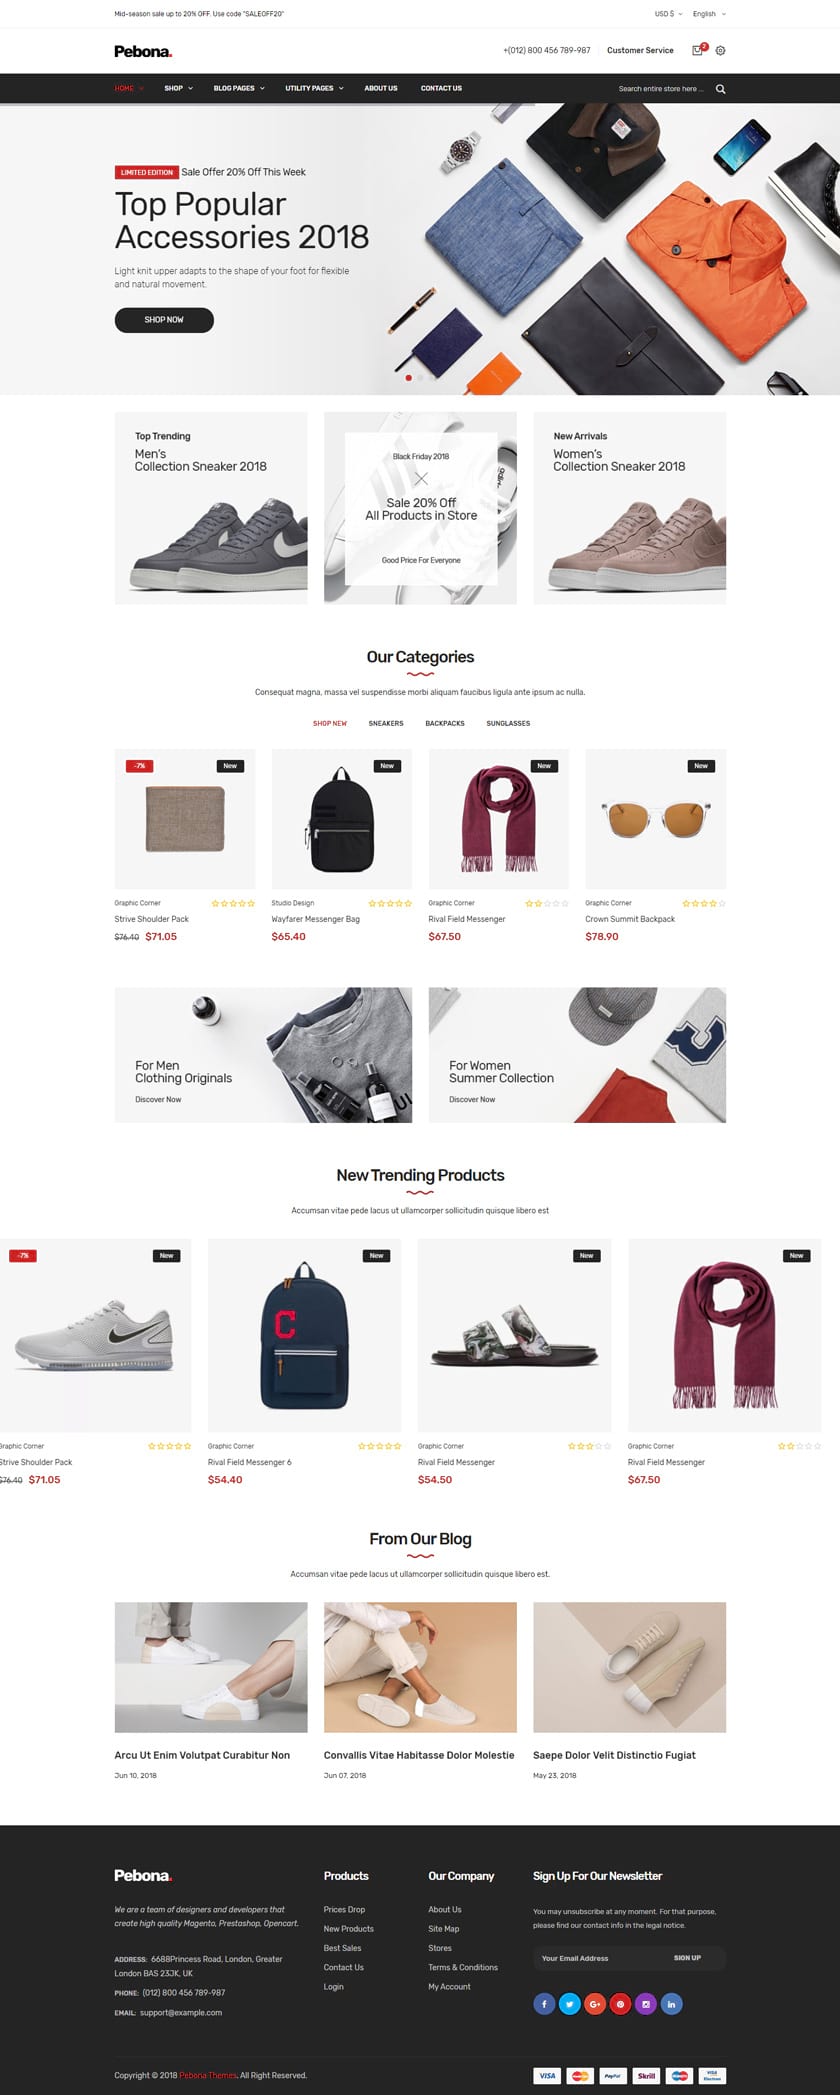 Mid-season sale up to 20% OFF. Use code "SALEOFF20"
USD $ English
Pebona.
+(012) 800 456 789-987 Customer Service 2
HOME SHOP BLOG PAGES UTILITY PAGES ABOUT US CONTACT US Search entire store here ...
LIMITED EDITION Sale Offer 20% Off This Week
Top Popular
Accessories 2018
Light knit upper adapts to the shape of your foot for flexible
and natural movement.
SHOP NOW
Top Trending
Men's
Collection Sneaker 2018
Black Friday 2018
Sale 20% Off
All Products in Store
Good Price For Everyone
New Arrivals
Women's
Collection Sneaker 2018
Our Categories
Consequat magna, massa vel suspendisse morbi aliquam faucibus ligula ante ipsum ac nulla.
SHOP NEW SNEAKERS BACKPACKS SUNGLASSES
-7% New New New New
Graphic Corner Studio Design Graphic Corner Graphic Corner
Strive Shoulder Pack Wayfarer Messenger Bag Rival Field Messenger Crown Summit Backpack
$76.40 $71.05 $65.40 $67.50 $78.90
For Men
Clothing Originals
Discover Now
For Women
Summer Collection
Discover Now
New Trending Products
Accumsan vitae pede lacus ut ullamcorper sollicitudin quisque libero est
-7% New New New New
C
Graphic Corner Graphic Corner Graphic Corner Graphic Corner
Strive Shoulder Pack Rival Field Messenger 6 Rival Field Messenger Rival Field Messenger
$76.40 $71.05 $54.40 $54.50 $67.50
From Our Blog
Accumsan vitae pede lacus ut ullamcorper sollicitudin quisque libero est.
Arcu Ut Enim Volutpat Curabitur Non
Jun 10, 2018
Convallis Vitae Habitasse Dolor Molestie
Jun 07, 2018
Saepe Dolor Velit Distinctio Fugiat
May 23, 2018
Pebona.
We are a team of designers and developers that
create high quality Magento, Prestashop, Opencart.
ADDRESS: 6688Princess Road, London, Greater
London BAS 23JK, UK
PHONE: (012) 800 456 789-987
EMAIL: support@example.com
Products
Prices Drop
New Products
Best Sales
Contact Us
Login
Our Company
About Us
Site Map
Stores
Terms & Conditions
My Account
Sign Up For Our Newsletter
You may unsubscribe at any moment. For that purpose,
please find our contact info in the legal notice.
Your Email Address SIGN UP
f G+ in
Copyright © 2018 Pebona Themes. All Right Reserved.
VISA PayPal Skrill VISA Electron